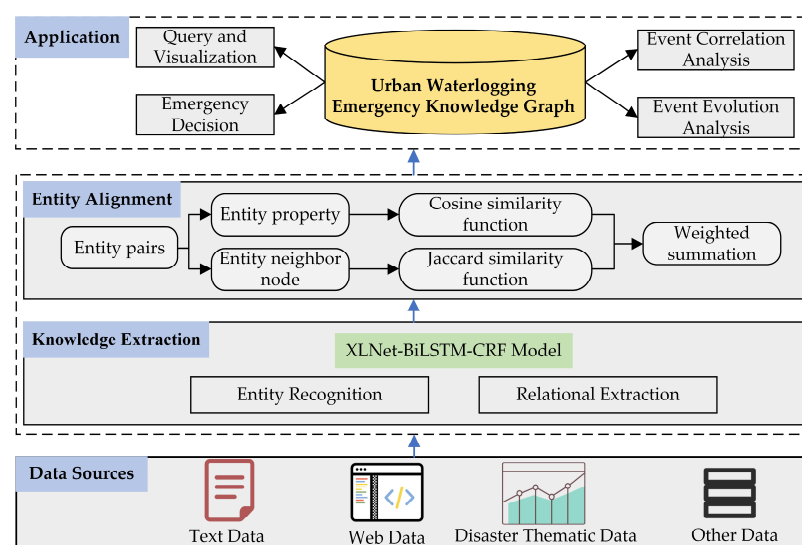 Application
Query and
Visualization
Emergency
Decision
Urban Waterlogging
Emergency Knowledge Graph
Event Correlation
Analysis
Event Evolution
Analysis
Entity Alignment
Entity pairs
Entity property
Cosine similarity
function
Entity neighbor
node
Jaccard similarity
function
Weighted
summation
Knowledge Extraction
XLNet-BiLSTM-CRF Model
Entity Recognition
Relational Extraction
Data Sources
Text Data
Web Data
Disaster Thematic Data
Other Data